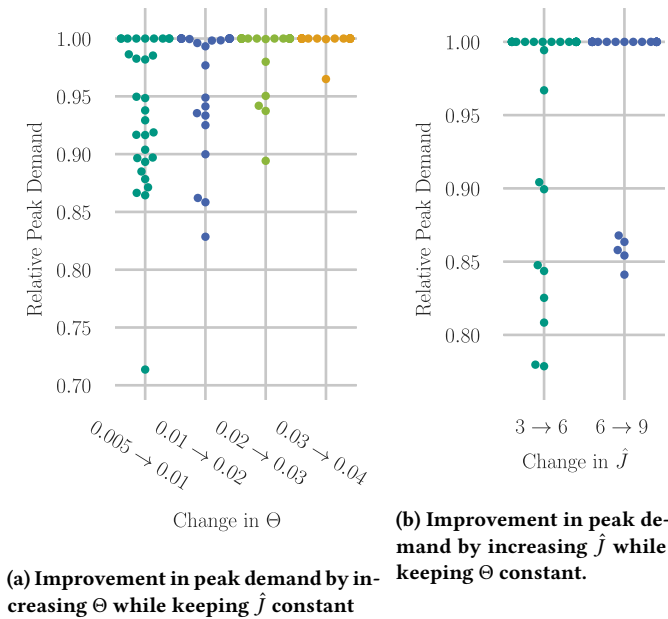 1.00
0.95
0.90
0.85
0.80
0.75
0.70
Relative Peak Demand
0.005 → 0.01
0.01 → 0.02
0.02 → 0.03
0.03 → 0.04
Change in Θ
(a) Improvement in peak demand by in-
creasing Θ while keeping Ĵ constant
1.00
0.95
0.90
0.85
0.80
Relative Peak Demand
3 → 6
6 → 9
Change in Ĵ
(b) Improvement in peak de-
mand by increasing Ĵ while
keeping Θ constant.